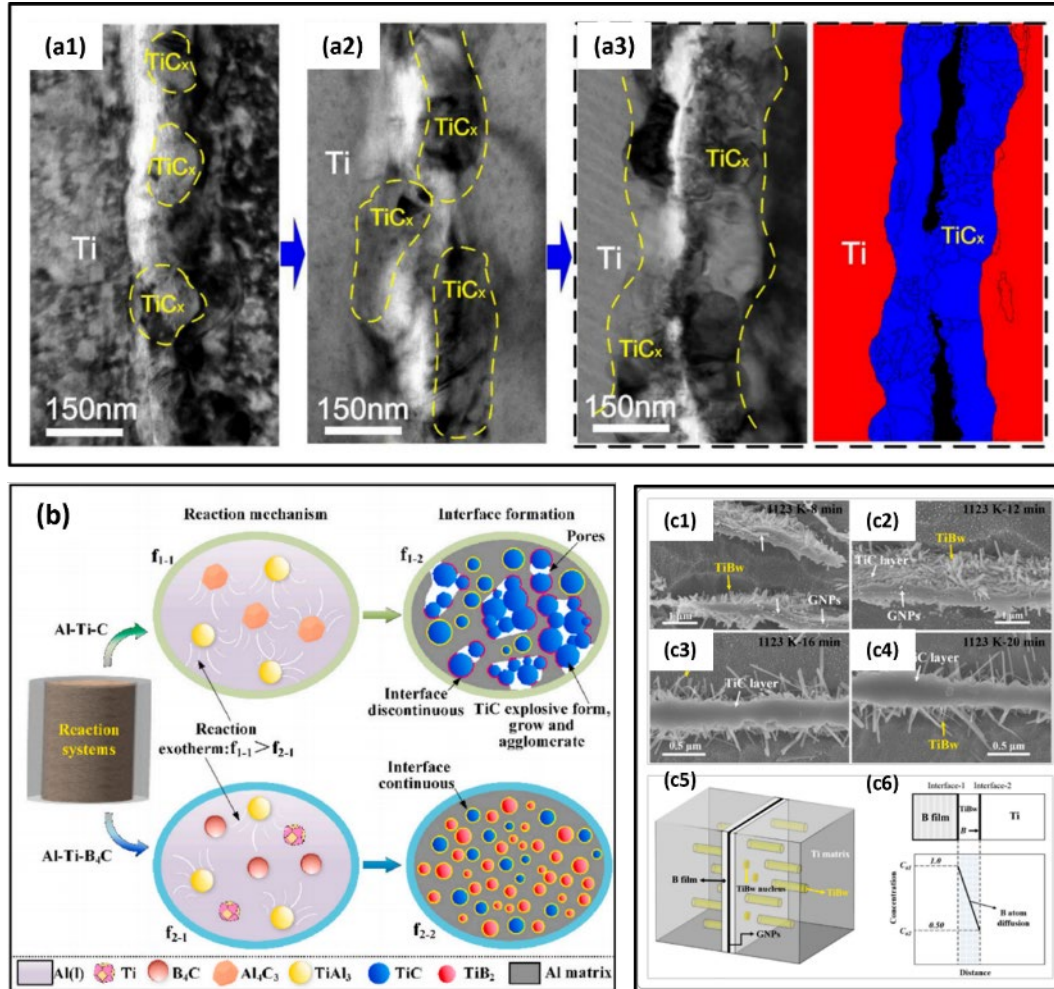 (a1)
TiCₓ
TiCₓ
Ti
TiCₓ
150nm
(a2)
TiCₓ
Ti
TiCₓ
TiCₓ
150nm
(a3)
TiCₓ
Ti
TiCₓ
150nm
Ti
TiCₓ
(b)
Reaction mechanism
Interface formation
f₁₋₁
f₁₋₂
Pores
Al-Ti-C
Interface
discontinuous
TiC explosive form,
grow and
agglomerate
Reaction
systems
Reaction
exotherm:f₁₋₁>f₂₋₁
Interface
continuous
Al-Ti-B₄C
f₂₋₁
f₂₋₂
Al(l)
Ti
B₄C
Al₄C₃
TiAl₃
TiC
TiB₂
Al matrix
(c1)
1123 K-8 min
TiBw
GNPs
1 μm
(c2)
1123 K-12 min
TiBw
TiC layer
GNPs
1 μm
(c3)
1123 K-16 min
TiC layer
0.5 μm
(c4)
1123 K-20 min
C layer
TiBw
0.5 μm
(c5)
Ti matrix
B film
TiBw
nucleus
TiBw
GNPs
(c6)
Interface-1
Interface-2
B film
TiBw
B
Ti
Concentration
1.0
0.50
B atom
diffusion
Distance